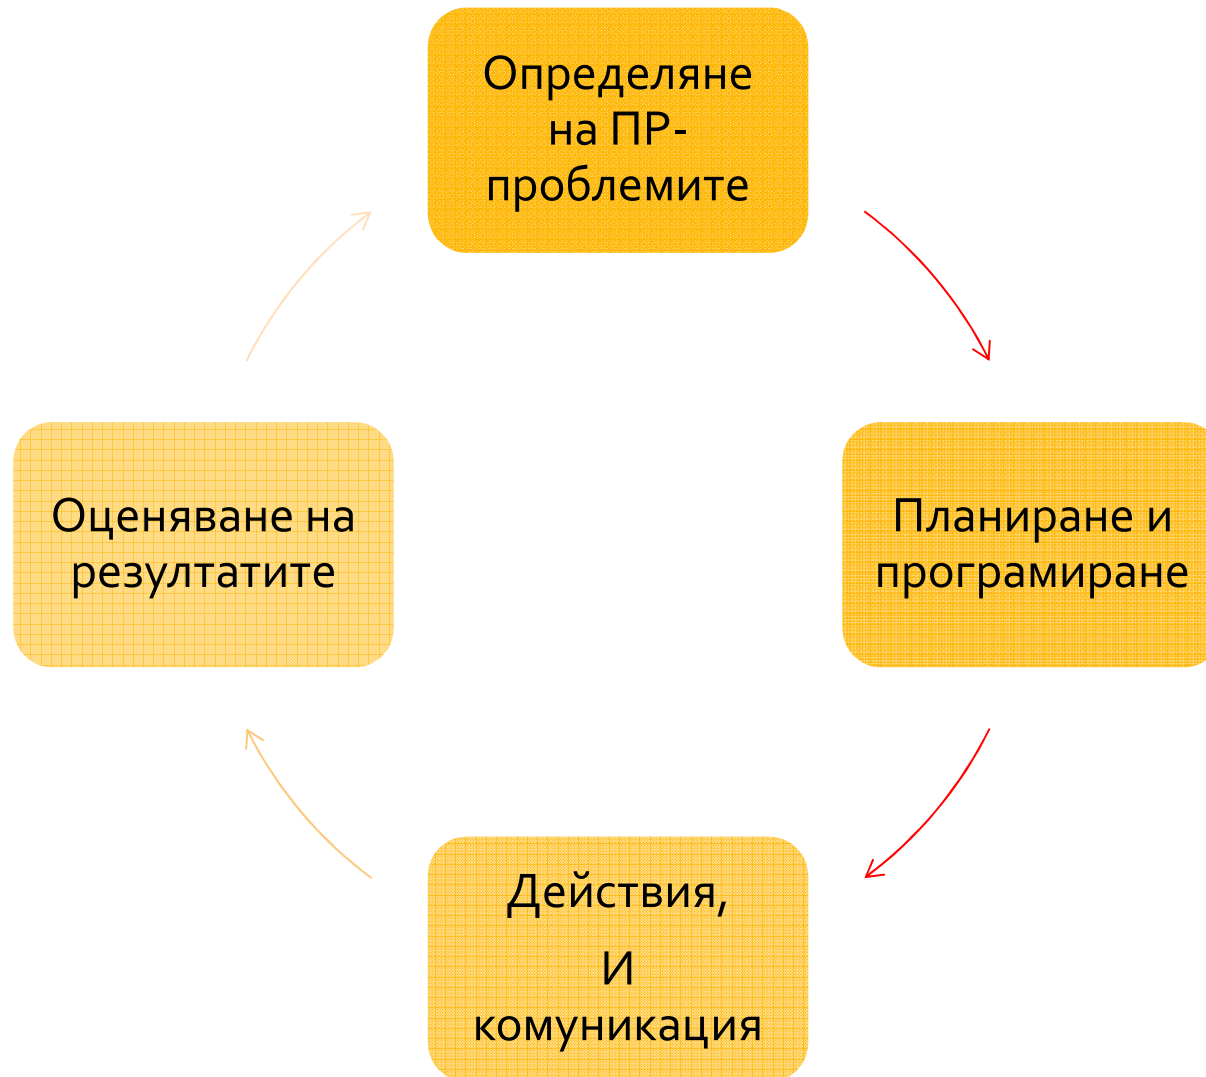 Определяне
на ПР-
проблемите
Планиране и
програмиране
Действия,
И
комуникация
Оценяване на
резултатите